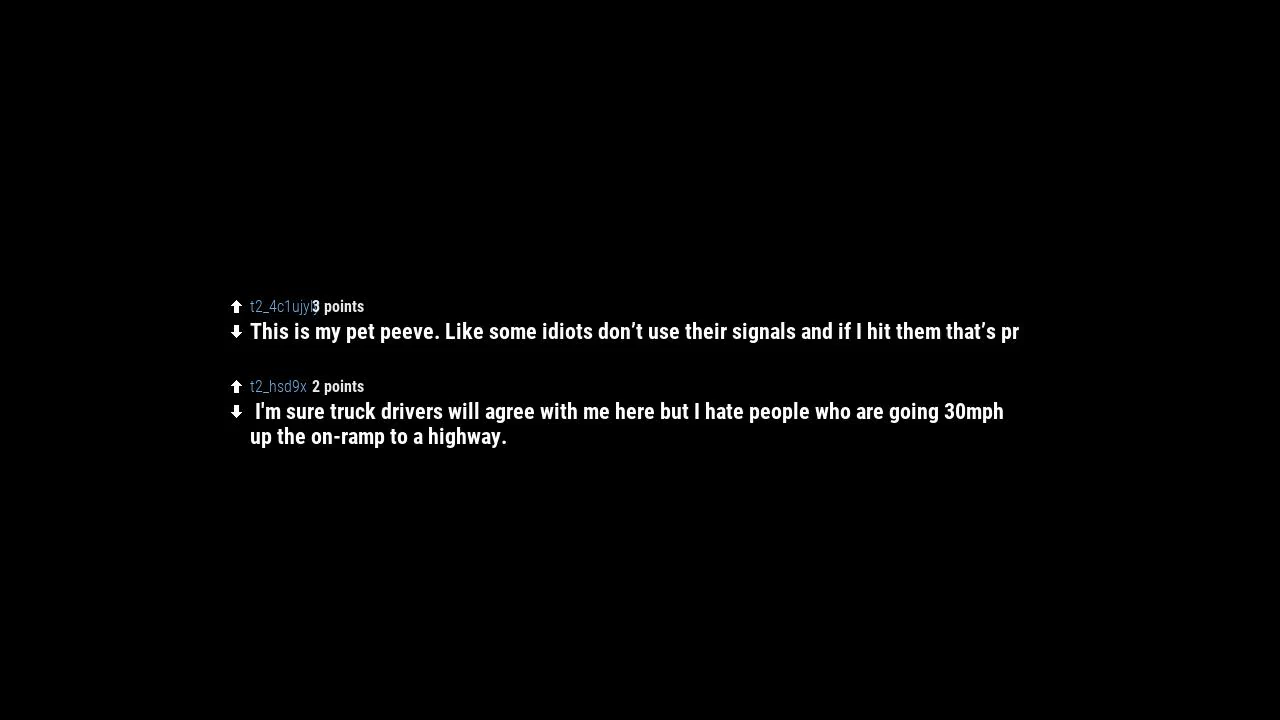 t2_4c1ujyly 3 points
This is my pet peeve. Like some idiots don’t use their signals and if I hit them that’s pr
t2_hsd9x 2 points
I'm sure truck drivers will agree with me here but I hate people who are going 30mph
up the on-ramp to a highway.